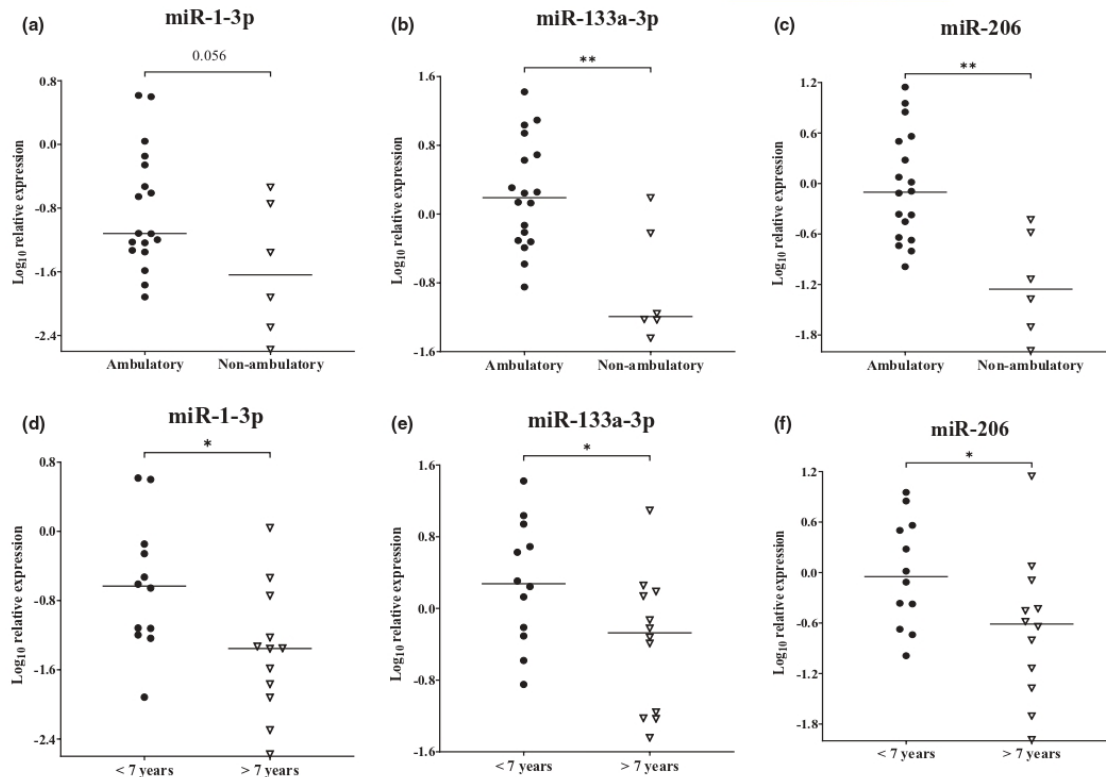 (a)
miR-1-3p
0.056
Log10 relative expression
0.8
0.0
-0.8
-1.6
-2.4
Ambulatory
Non-ambulatory
(b)
miR-133a-3p
**
Log10 relative expression
1.6
0.8
0.0
-0.8
-1.6
Ambulatory
Non-ambulatory
(c)
miR-206
**
Log10 relative expression
1.2
0.6
0.0
-0.6
-1.2
-1.8
Ambulatory
Non-ambulatory
(d)
miR-1-3p
*
Log10 relative expression
0.8
0.0
-0.8
-1.6
-2.4
< 7 years
> 7 years
(e)
miR-133a-3p
*
Log10 relative expression
1.6
0.8
0.0
-0.8
-1.6
< 7 years
> 7 years
(f)
miR-206
*
Log10 relative expression
1.2
0.6
0.0
-0.6
-1.2
-1.8
< 7 years
> 7 years